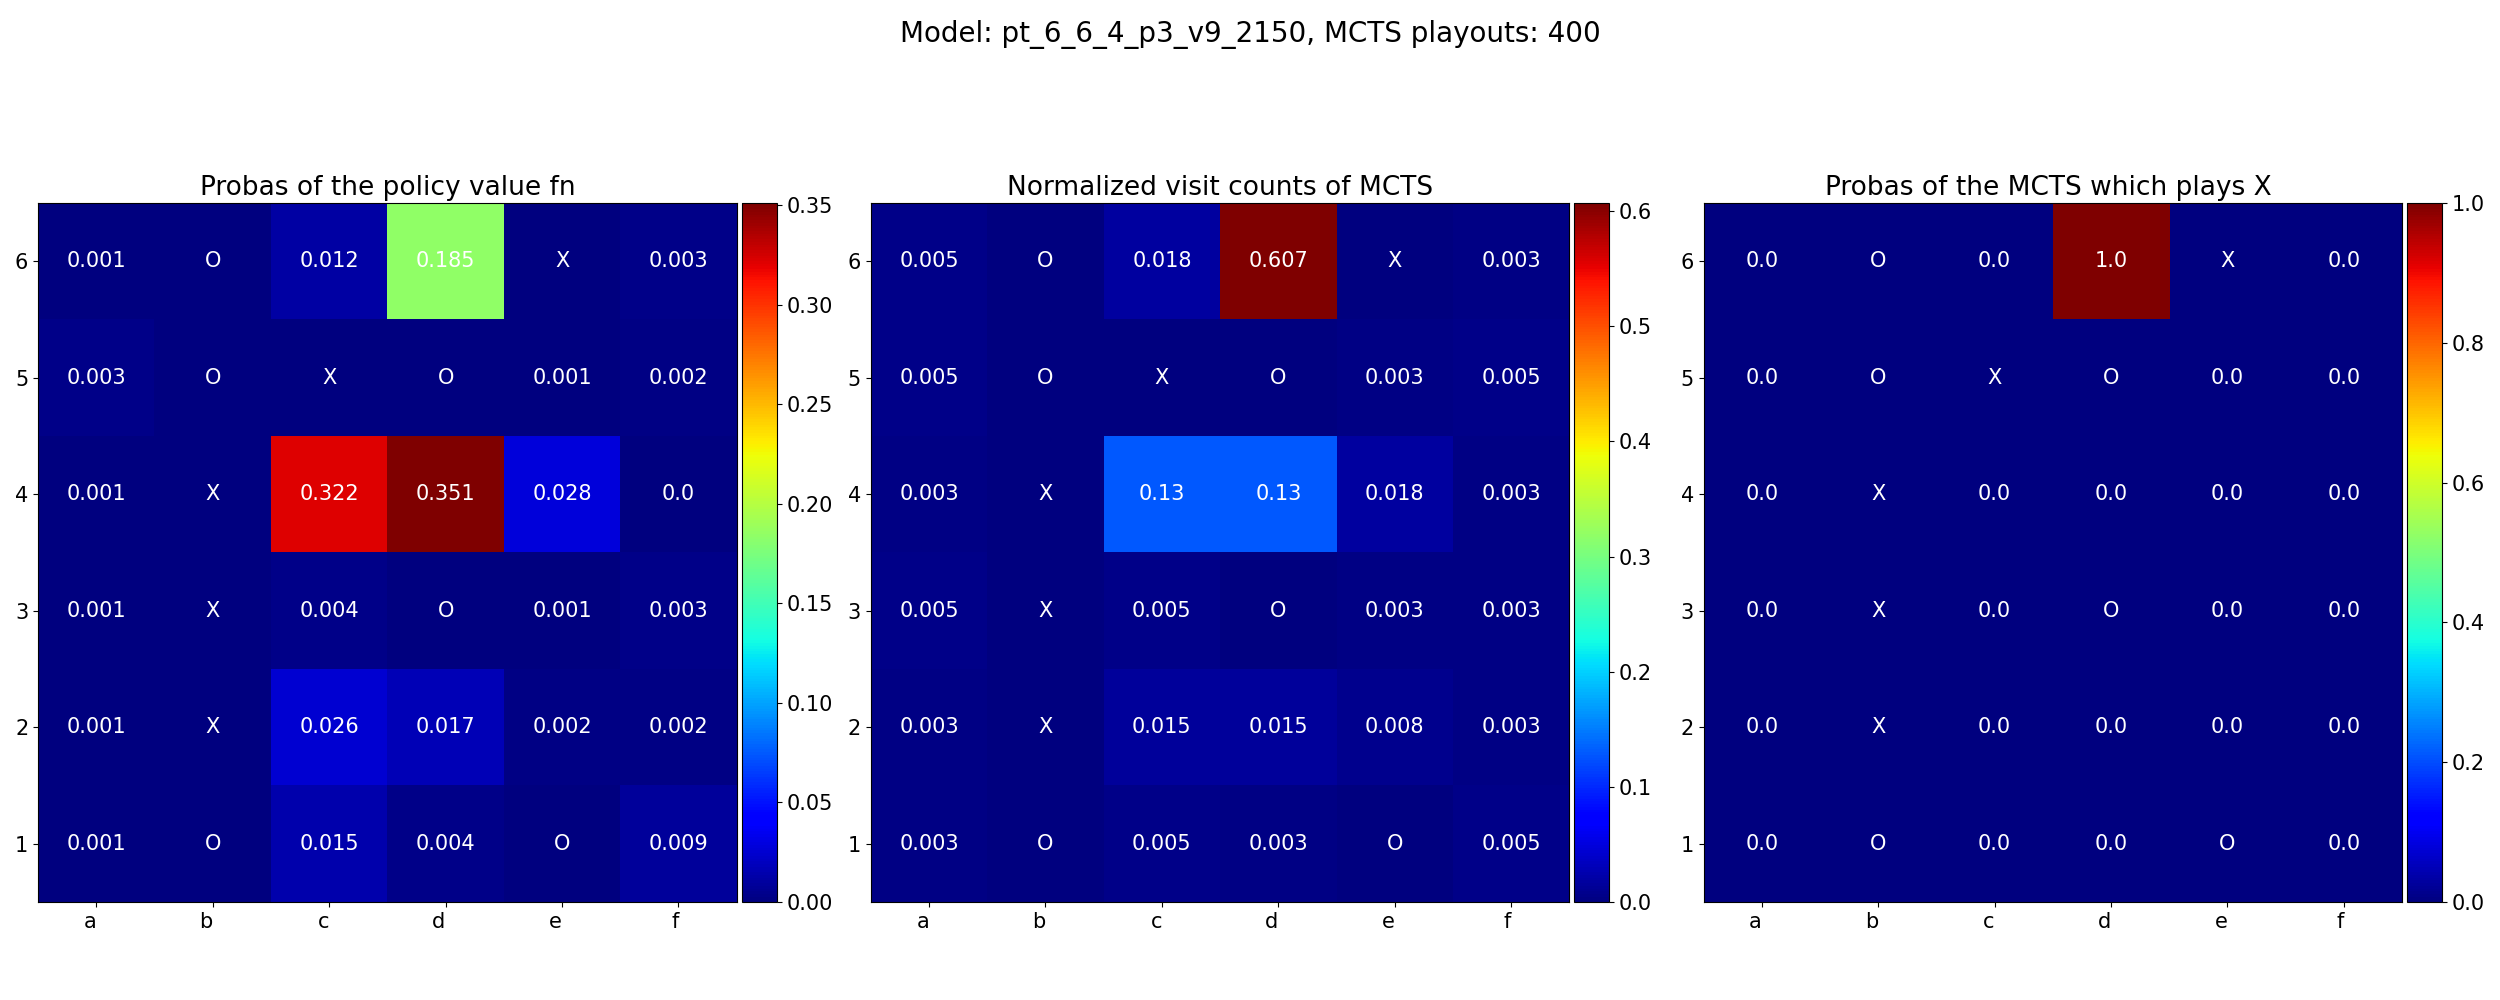 Model: pt_6_6_4_p3_v9_2150, MCTS playouts: 400
Probas of the policy value fn
6 0.001 O 0.012 0.185 X 0.003
5 0.003 O X O 0.001 0.002
4 0.001 X 0.322 0.351 0.028 0.0
3 0.001 X 0.004 O 0.001 0.003
2 0.001 X 0.026 0.017 0.002 0.002
1 0.001 O 0.015 0.004 O 0.009
a b c d e f
0.35
0.30
0.25
0.20
0.15
0.10
0.05
0.00
Normalized visit counts of MCTS
6 0.005 O 0.018 0.607 X 0.003
5 0.005 O X O 0.003 0.005
4 0.003 X 0.13 0.13 0.018 0.003
3 0.005 X 0.005 O 0.003 0.003
2 0.003 X 0.015 0.015 0.008 0.003
1 0.003 O 0.005 0.003 O 0.005
a b c d e f
0.6
0.5
0.4
0.3
0.2
0.1
0.0
Probas of the MCTS which plays X
6 0.0 O 0.0 1.0 X 0.0
5 0.0 O X O 0.0 0.0
4 0.0 X 0.0 0.0 0.0 0.0
3 0.0 X 0.0 O 0.0 0.0
2 0.0 X 0.0 0.0 0.0 0.0
1 0.0 O 0.0 0.0 O 0.0
a b c d e f
1.0
0.8
0.6
0.4
0.2
0.0